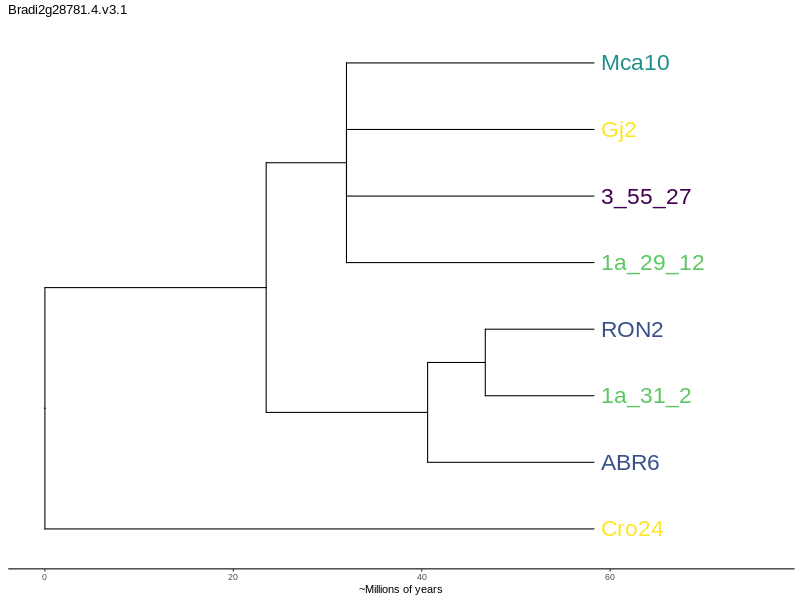 Bradi2g28781.4.v3.1
Mca10
Gj2
3_55_27
1a_29_12
RON2
1a_31_2
ABR6
Cro24
0 20 40 60
~Millions of years